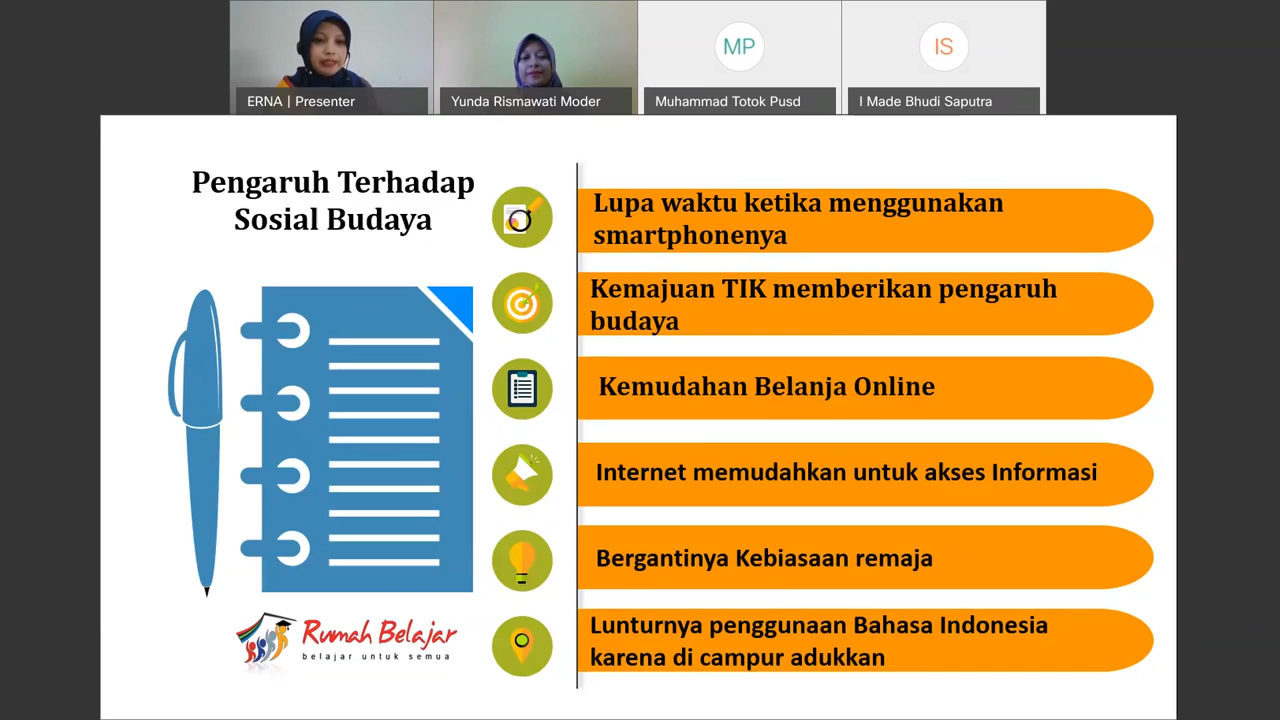 ERNA | Presenter
Yunda Rismawati Moder
Muhammad Totok Pusd
I Made Bhudi Saputra
MP
IS
Pengaruh Terhadap
Sosial Budaya
Lupa waktu ketika menggunakan
smartphonenya
Kemajuan TIK memberikan pengaruh
budaya
Kemudahan Belanja Online
Internet memudahkan untuk akses Informasi
Bergantinya Kebiasaan remaja
Lunturnya penggunaan Bahasa Indonesia
karena di campur adukkan
Rumah Belajar
belajar untuk semua